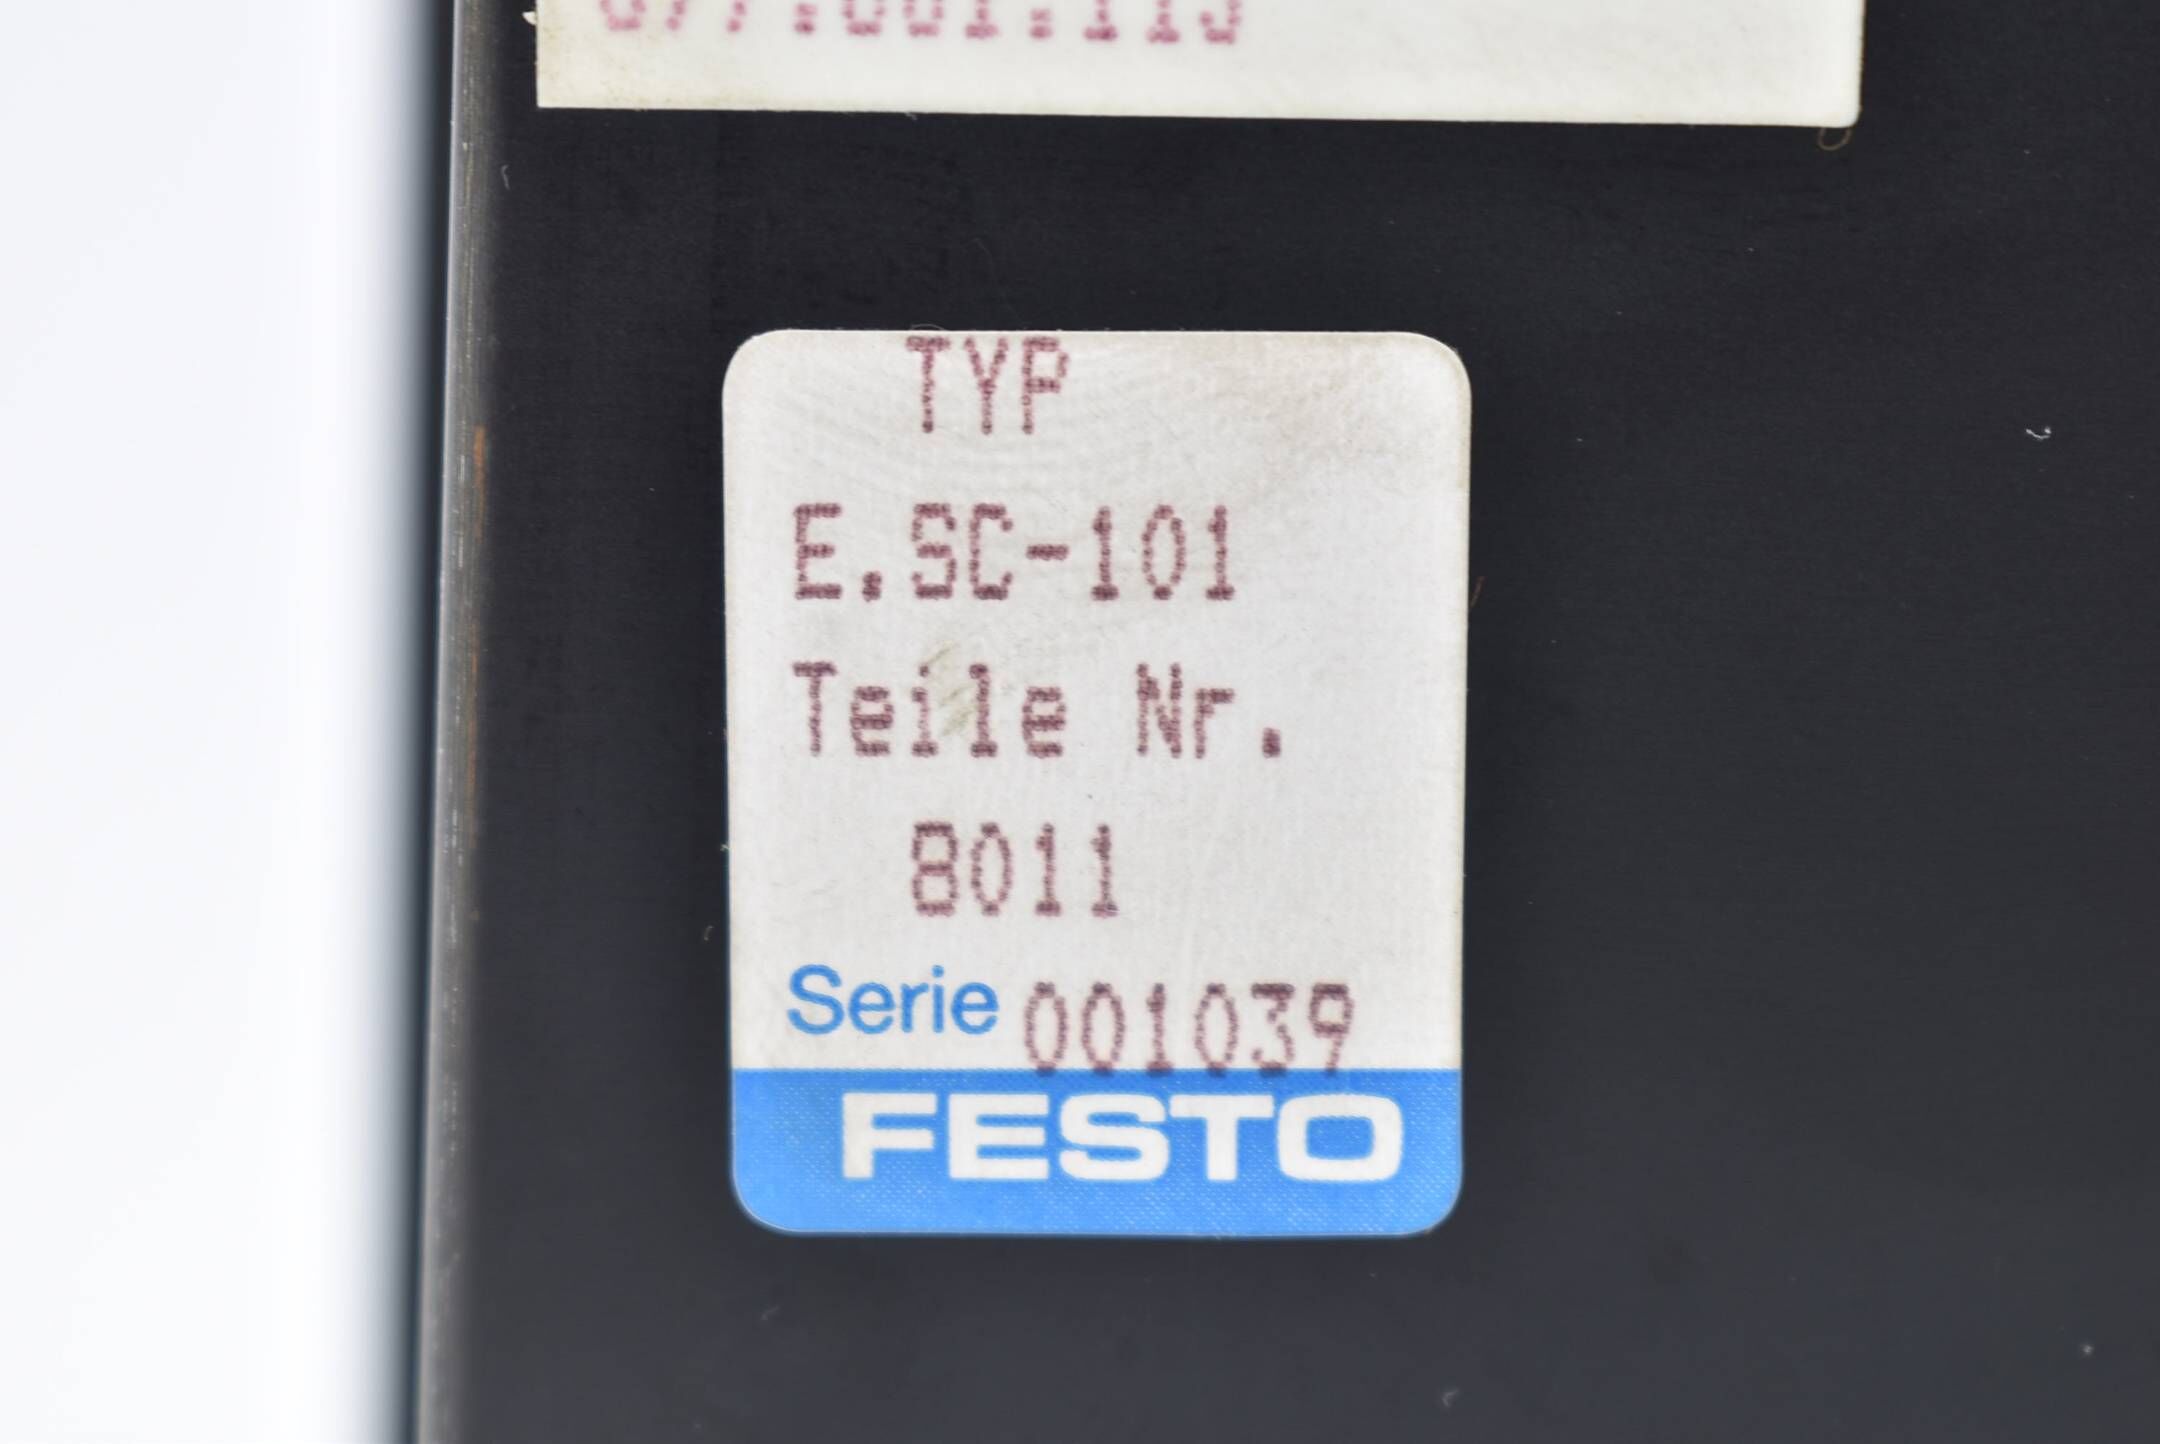 TYP
E.SC-101
Teile Nr.
8011
Serie 001039
FESTO